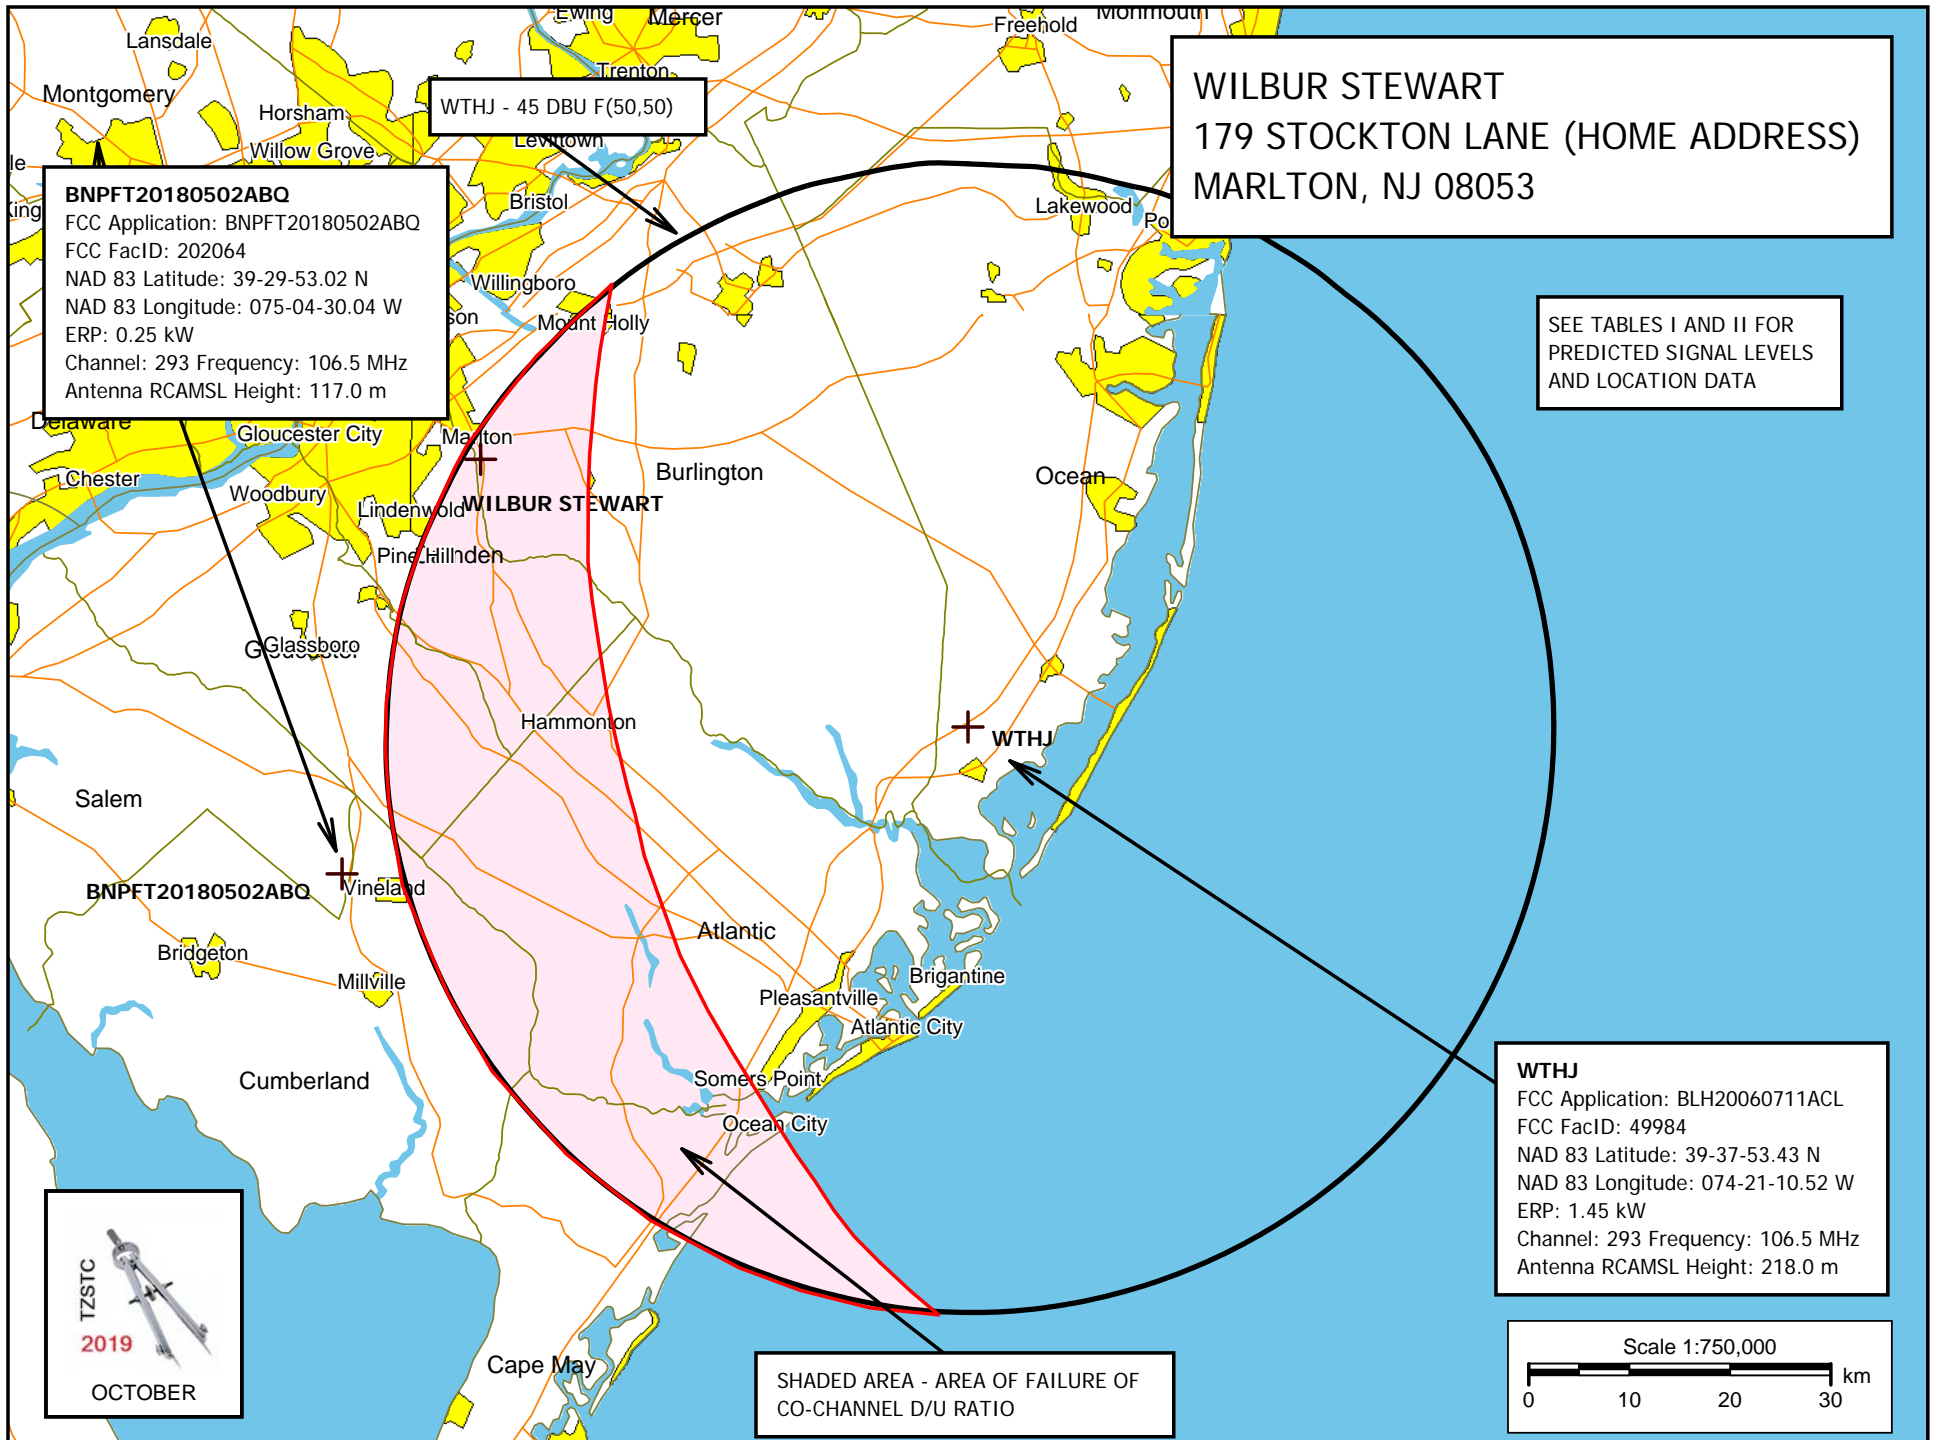 Ewing
Mercer
Monmouth
Lansdale
Freehold
Trenton
Montgomery
Horsham
WTHJ - 45 DBU F(50,50)
Levittown
Willow Grove
WILBUR STEWART
179 STOCKTON LANE (HOME ADDRESS)
MARLTON, NJ 08053
BNPFT20180502ABQ
FCC Application: BNPFT20180502ABQ
FCC FacID: 202064
NAD 83 Latitude: 39-29-53.02 N
NAD 83 Longitude: 075-04-30.04 W
ERP: 0.25 kW
Channel: 293 Frequency: 106.5 MHz
Antenna RCAMSL Height: 117.0 m
le
King
Bristol
Lakewood
Po
Willingboro
son
Mount Holly
SEE TABLES I AND II FOR
PREDICTED SIGNAL LEVELS
AND LOCATION DATA
Delaware
Gloucester City
Marlton
Chester
Woodbury
Burlington
Ocean
Lindenwold
WILBUR STEWART
Pine Hill
nden
Glassboro
Hammonton
WTHJ
Salem
BNPFT20180502ABQ
Vineland
Atlantic
Bridgeton
Millville
Brigantine
Pleasantville
Atlantic City
Cumberland
Somers Point
Ocean City
WTHJ
FCC Application: BLH20060711ACL
FCC FacID: 49984
NAD 83 Latitude: 39-37-53.43 N
NAD 83 Longitude: 074-21-10.52 W
ERP: 1.45 kW
Channel: 293 Frequency: 106.5 MHz
Antenna RCAMSL Height: 218.0 m
TZSTC
2019
OCTOBER
Cape May
SHADED AREA - AREA OF FAILURE OF
CO-CHANNEL D/U RATIO
Scale 1:750,000
km
0 10 20 30